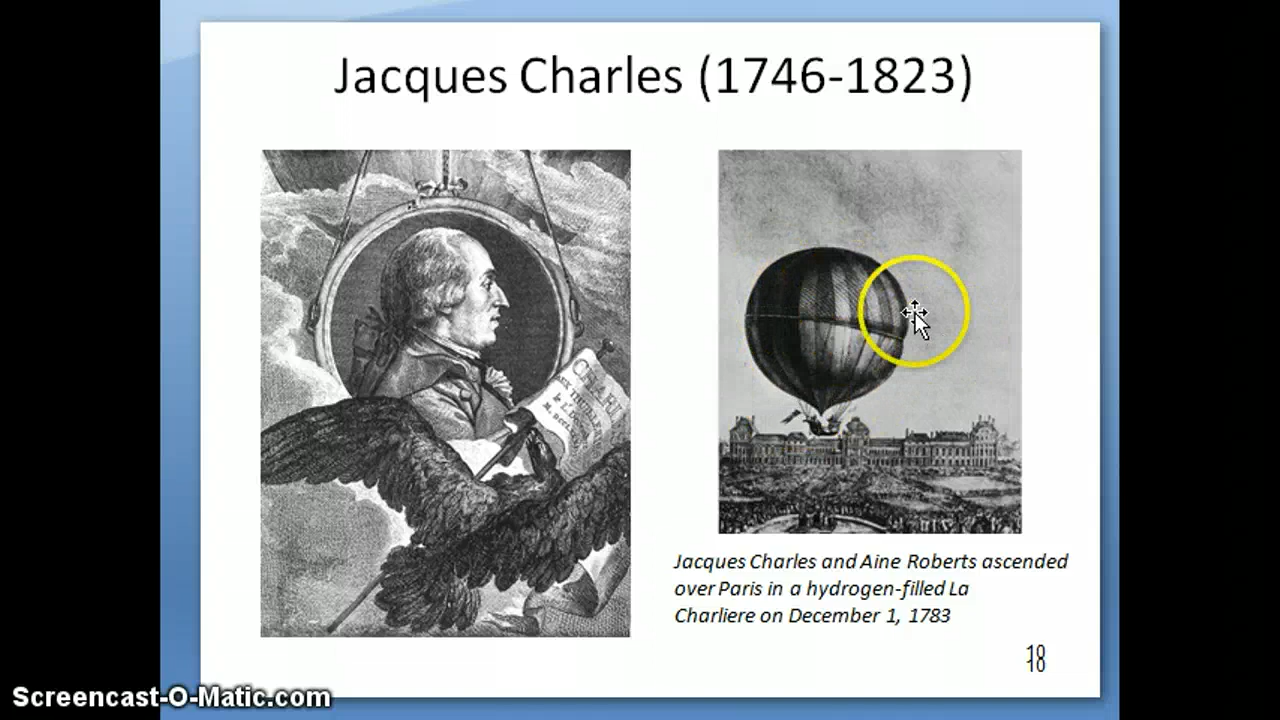 Jacques Charles (1746-1823)
Jacques Charles and Aine Roberts ascended
over Paris in a hydrogen-filled La
Charliere on December 1, 1783
Screencast-O-Matic.com